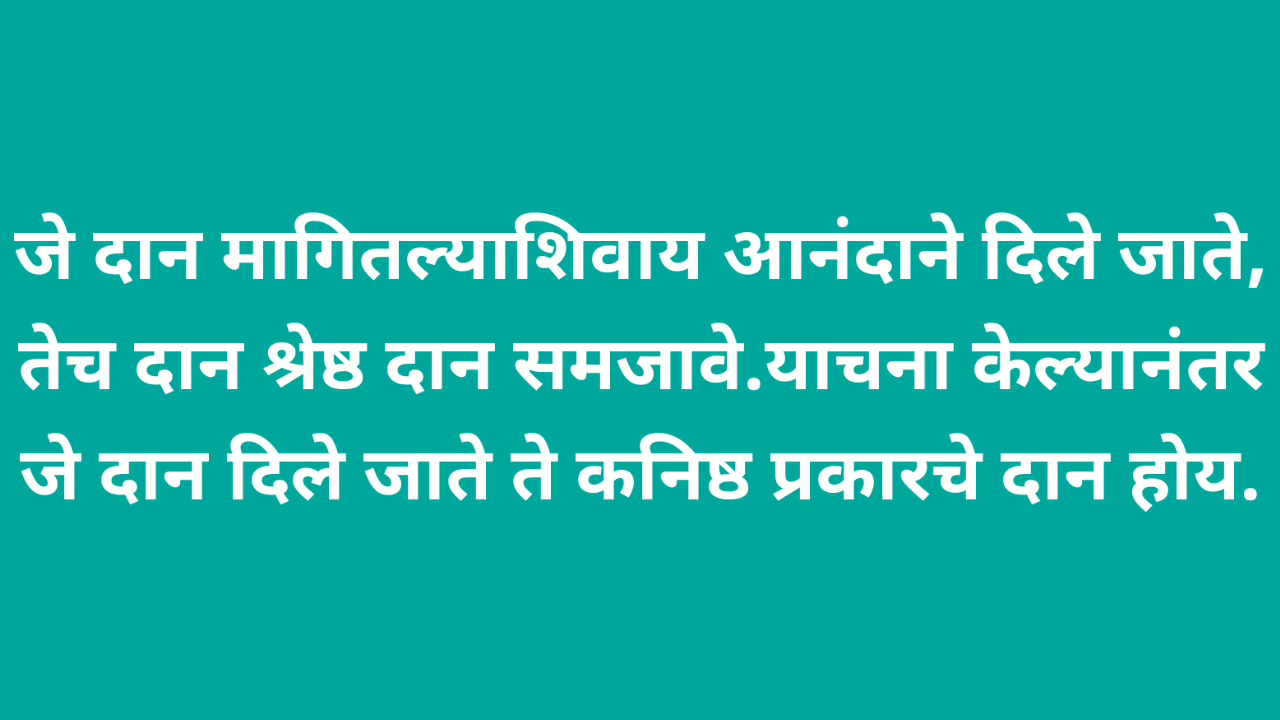 जे दान मागितल्याशिवाय आनंदाने दिले जाते,
तेच दान श्रेष्ठ दान समजावे.याचना केल्यानंतर
जे दान दिले जाते ते कनिष्ठ प्रकारचे दान होय.